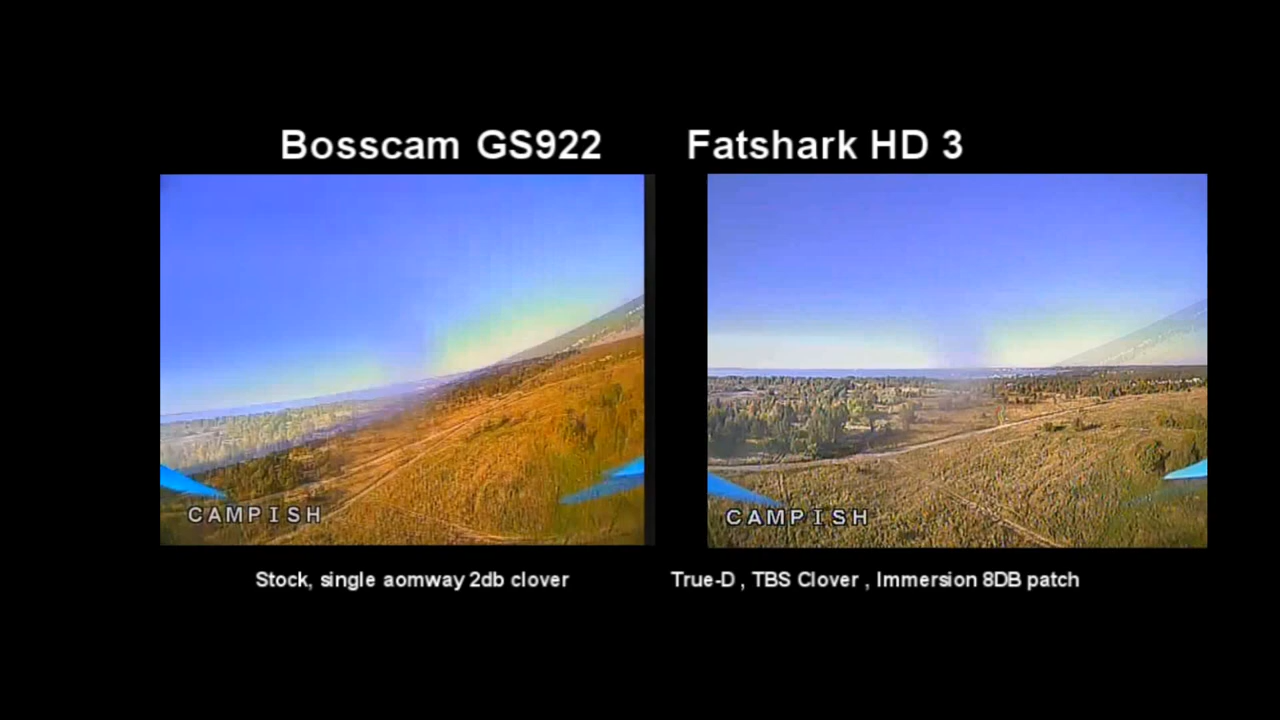 Bosscam GS922
Fatshark HD 3
CAMPISH
CAMPISH
Stock, single aomway 2db clover
True-D , TBS Clover , Immersion 8DB patch